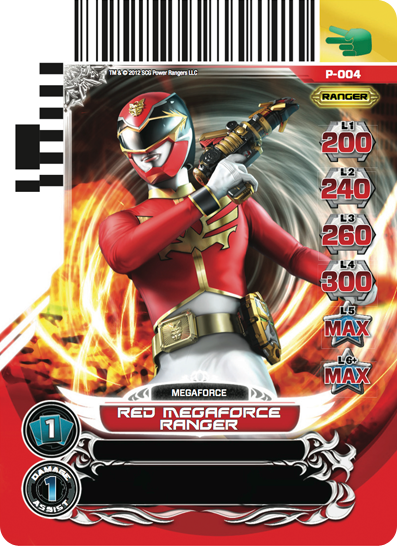 TM & © 2012 SCG Power Rangers LLC
P-004
RANGER
L1
200
L2
240
L3
260
L4
300
L5
MAX
L6+
MAX
MEGAFORCE
RED MEGAFORCE
RANGER
1
DAMAGE
1
ASSIST